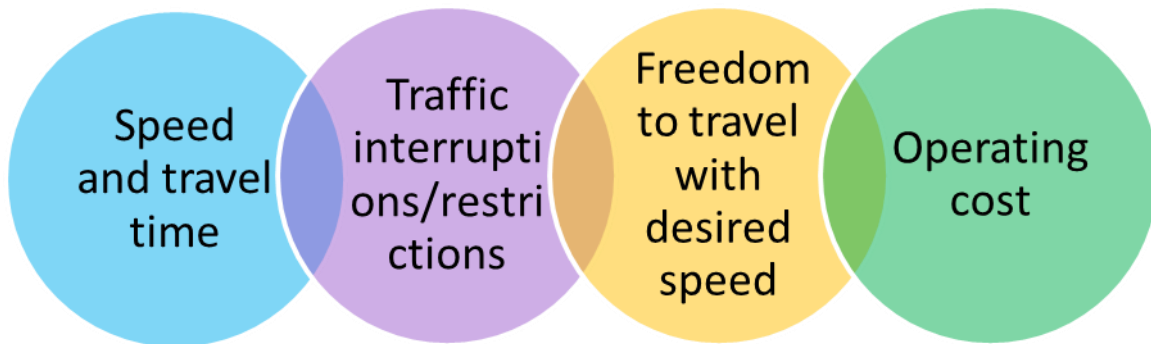 Speed
and travel
time
Traffic
interrupti
ons/restri
ctions
Freedom
to travel
with
desired
speed
Operating
cost